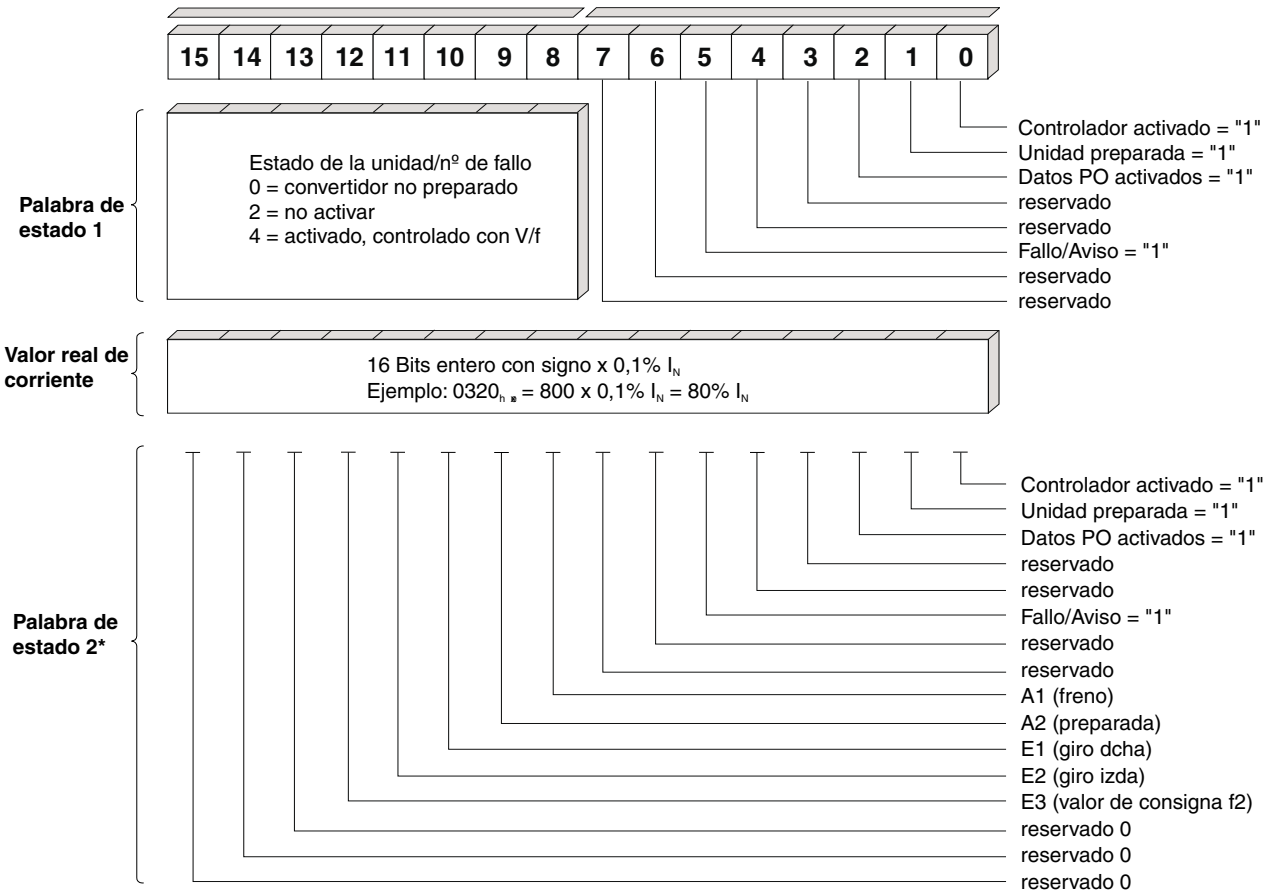 15 14 13 12 11 10 9 8 7 6 5 4 3 2 1 0
Palabra de
estado 1
Estado de la unidad/nº de fallo
0 = convertidor no preparado
2 = no activar
4 = activado, controlado con V/f
Controlador activado = "1"
Unidad preparada = "1"
Datos PO activados = "1"
reservado
reservado
Fallo/Aviso = "1"
reservado
reservado
Valor real de
corriente
16 Bits entero con signo x 0,1% IN
Ejemplo: 0320h = 800 x 0,1% IN = 80% IN
Palabra de
estado 2*
Controlador activado = "1"
Unidad preparada = "1"
Datos PO activados = "1"
reservado
reservado
Fallo/Aviso = "1"
reservado
reservado
A1 (freno)
A2 (preparada)
E1 (giro dcha)
E2 (giro izda)
E3 (valor de consigna f2)
reservado 0
reservado 0
reservado 0